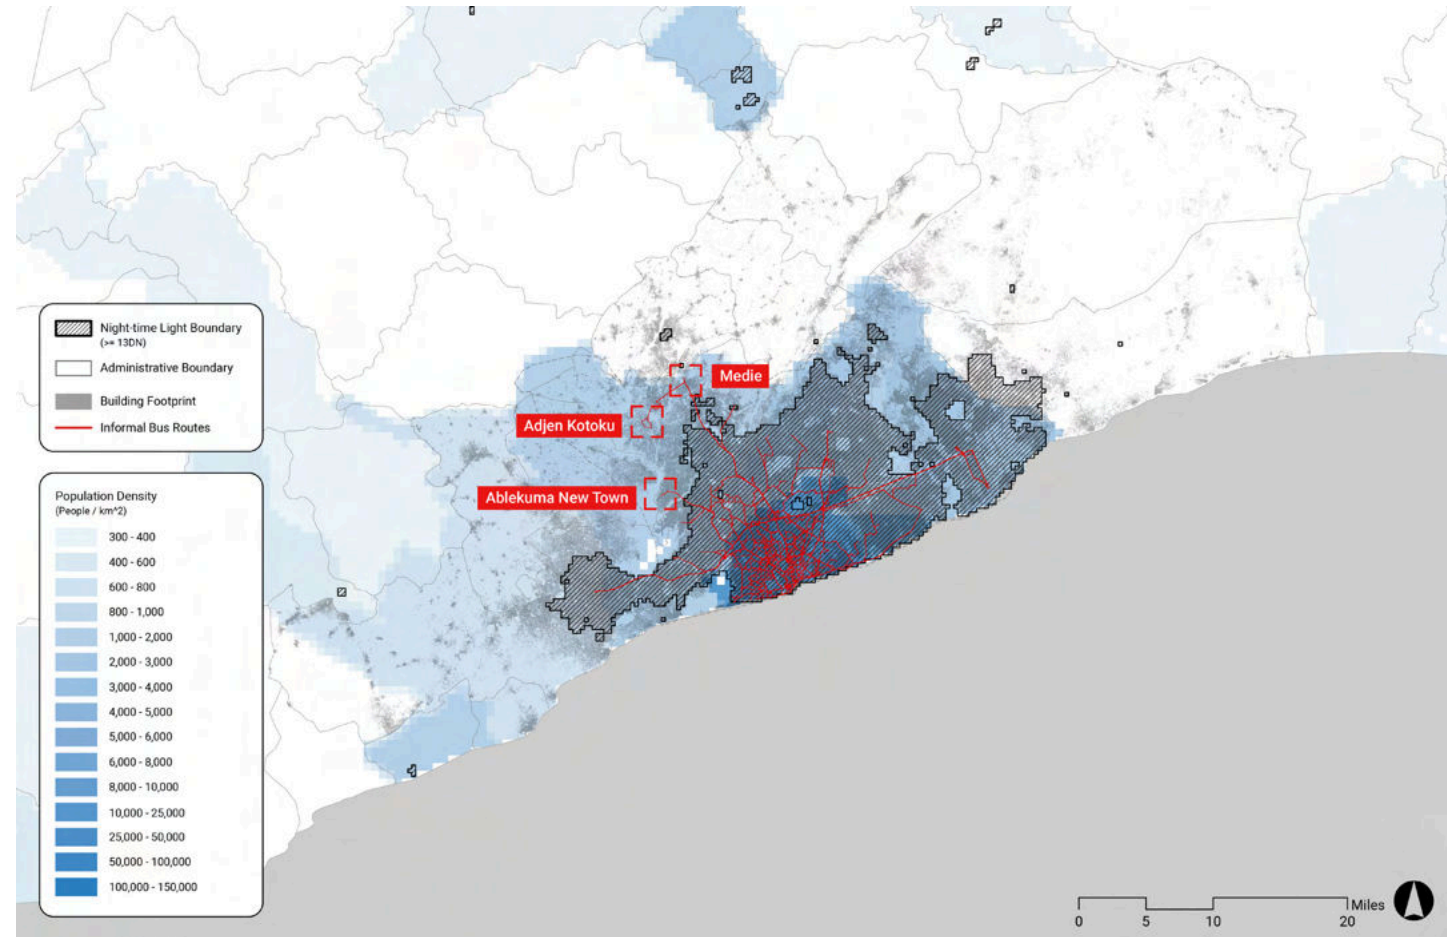 Medie
Adjen Kotoku
Ablekuma New Town
Night-time Light Boundary
(>= 13DN)
Administrative Boundary
Building Footprint
Informal Bus Routes
Population Density
(People / km^2)
300 - 400
400 - 600
600 - 800
800 - 1,000
1,000 - 2,000
2,000 - 3,000
3,000 - 4,000
4,000 - 5,000
5,000 - 6,000
6,000 - 8,000
8,000 - 10,000
10,000 - 25,000
25,000 - 50,000
50,000 - 100,000
100,000 - 150,000
Miles
0 5 10 20